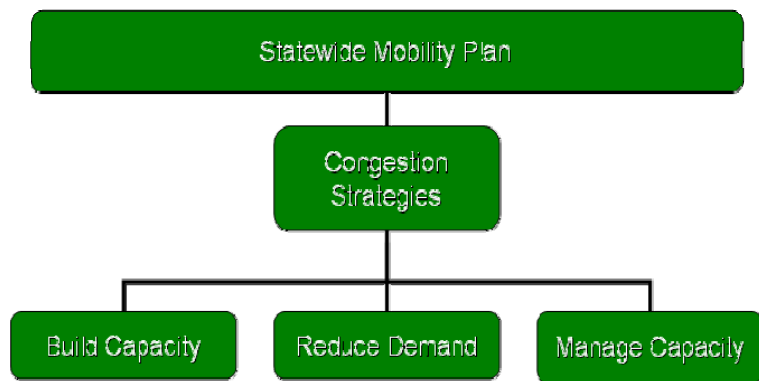 Statewide Mobility Plan
Congestion
Strategies
Build Capacity
Reduce Demand
Manage Capacity